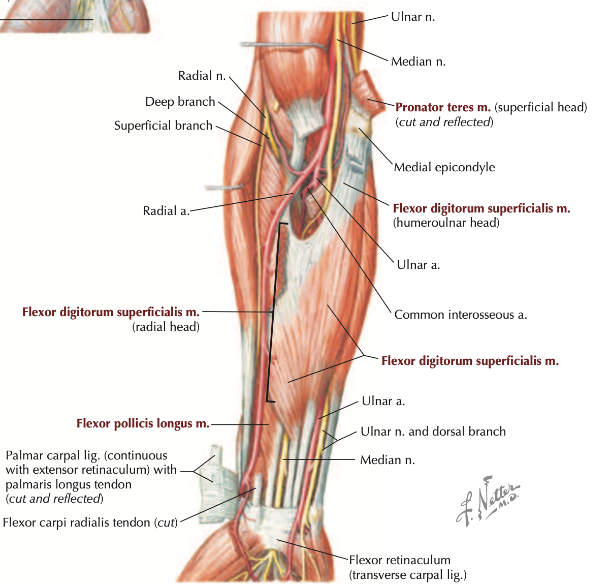 Ulnar n.
Median n.
Radial n.
Deep branch
Superficial branch
Pronator teres m. (superficial head)
(cut and reflected)
Medial epicondyle
Radial a.
Flexor digitorum superficialis m.
(humeroulnar head)
Ulnar a.
Flexor digitorum superficialis m.
(radial head)
Common interosseous a.
Flexor digitorum superficialis m.
Ulnar a.
Flexor pollicis longus m.
Ulnar n. and dorsal branch
Median n.
Palmar carpal lig. (continuous
with extensor retinaculum) with
palmaris longus tendon
(cut and reflected)
Flexor carpi radialis tendon (cut)
F. Netter
M.D.
Flexor retinaculum
(transverse carpal lig.)